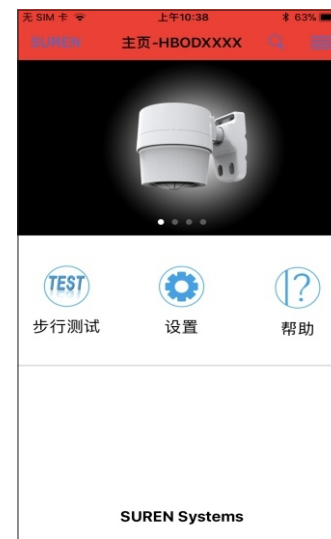 无 SIM 卡 上午10:38 63%
SUREN 主页-HBODXXXX
TEST
步行测试 设置 帮助
SUREN Systems